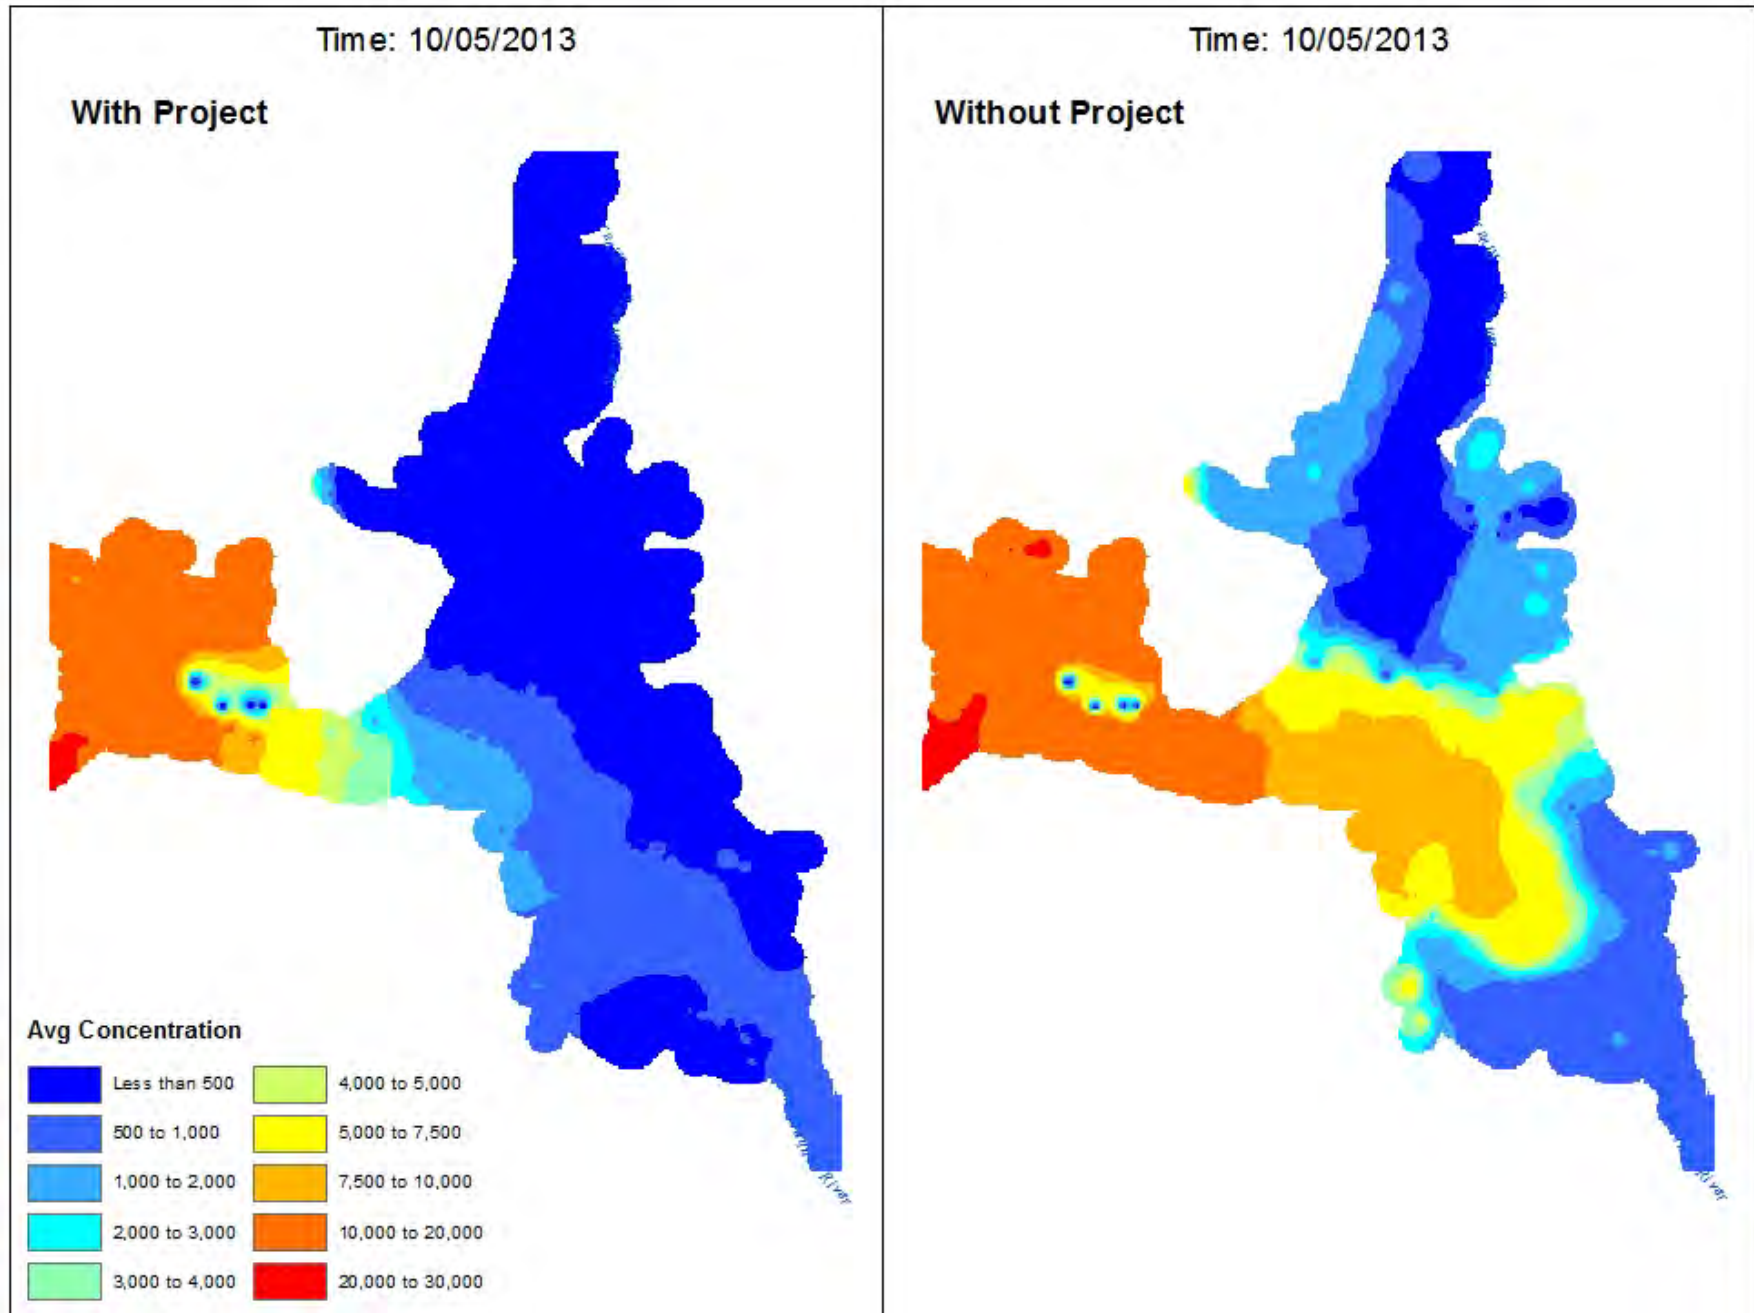 Time: 10/05/2013
With Project
River
Avg Concentration
Less than 500
500 to 1,000
1,000 to 2,000
2,000 to 3,000
3,000 to 4,000
4,000 to 5,000
5,000 to 7,500
7,500 to 10,000
10,000 to 20,000
20,000 to 30,000
Time: 10/05/2013
Without Project
River